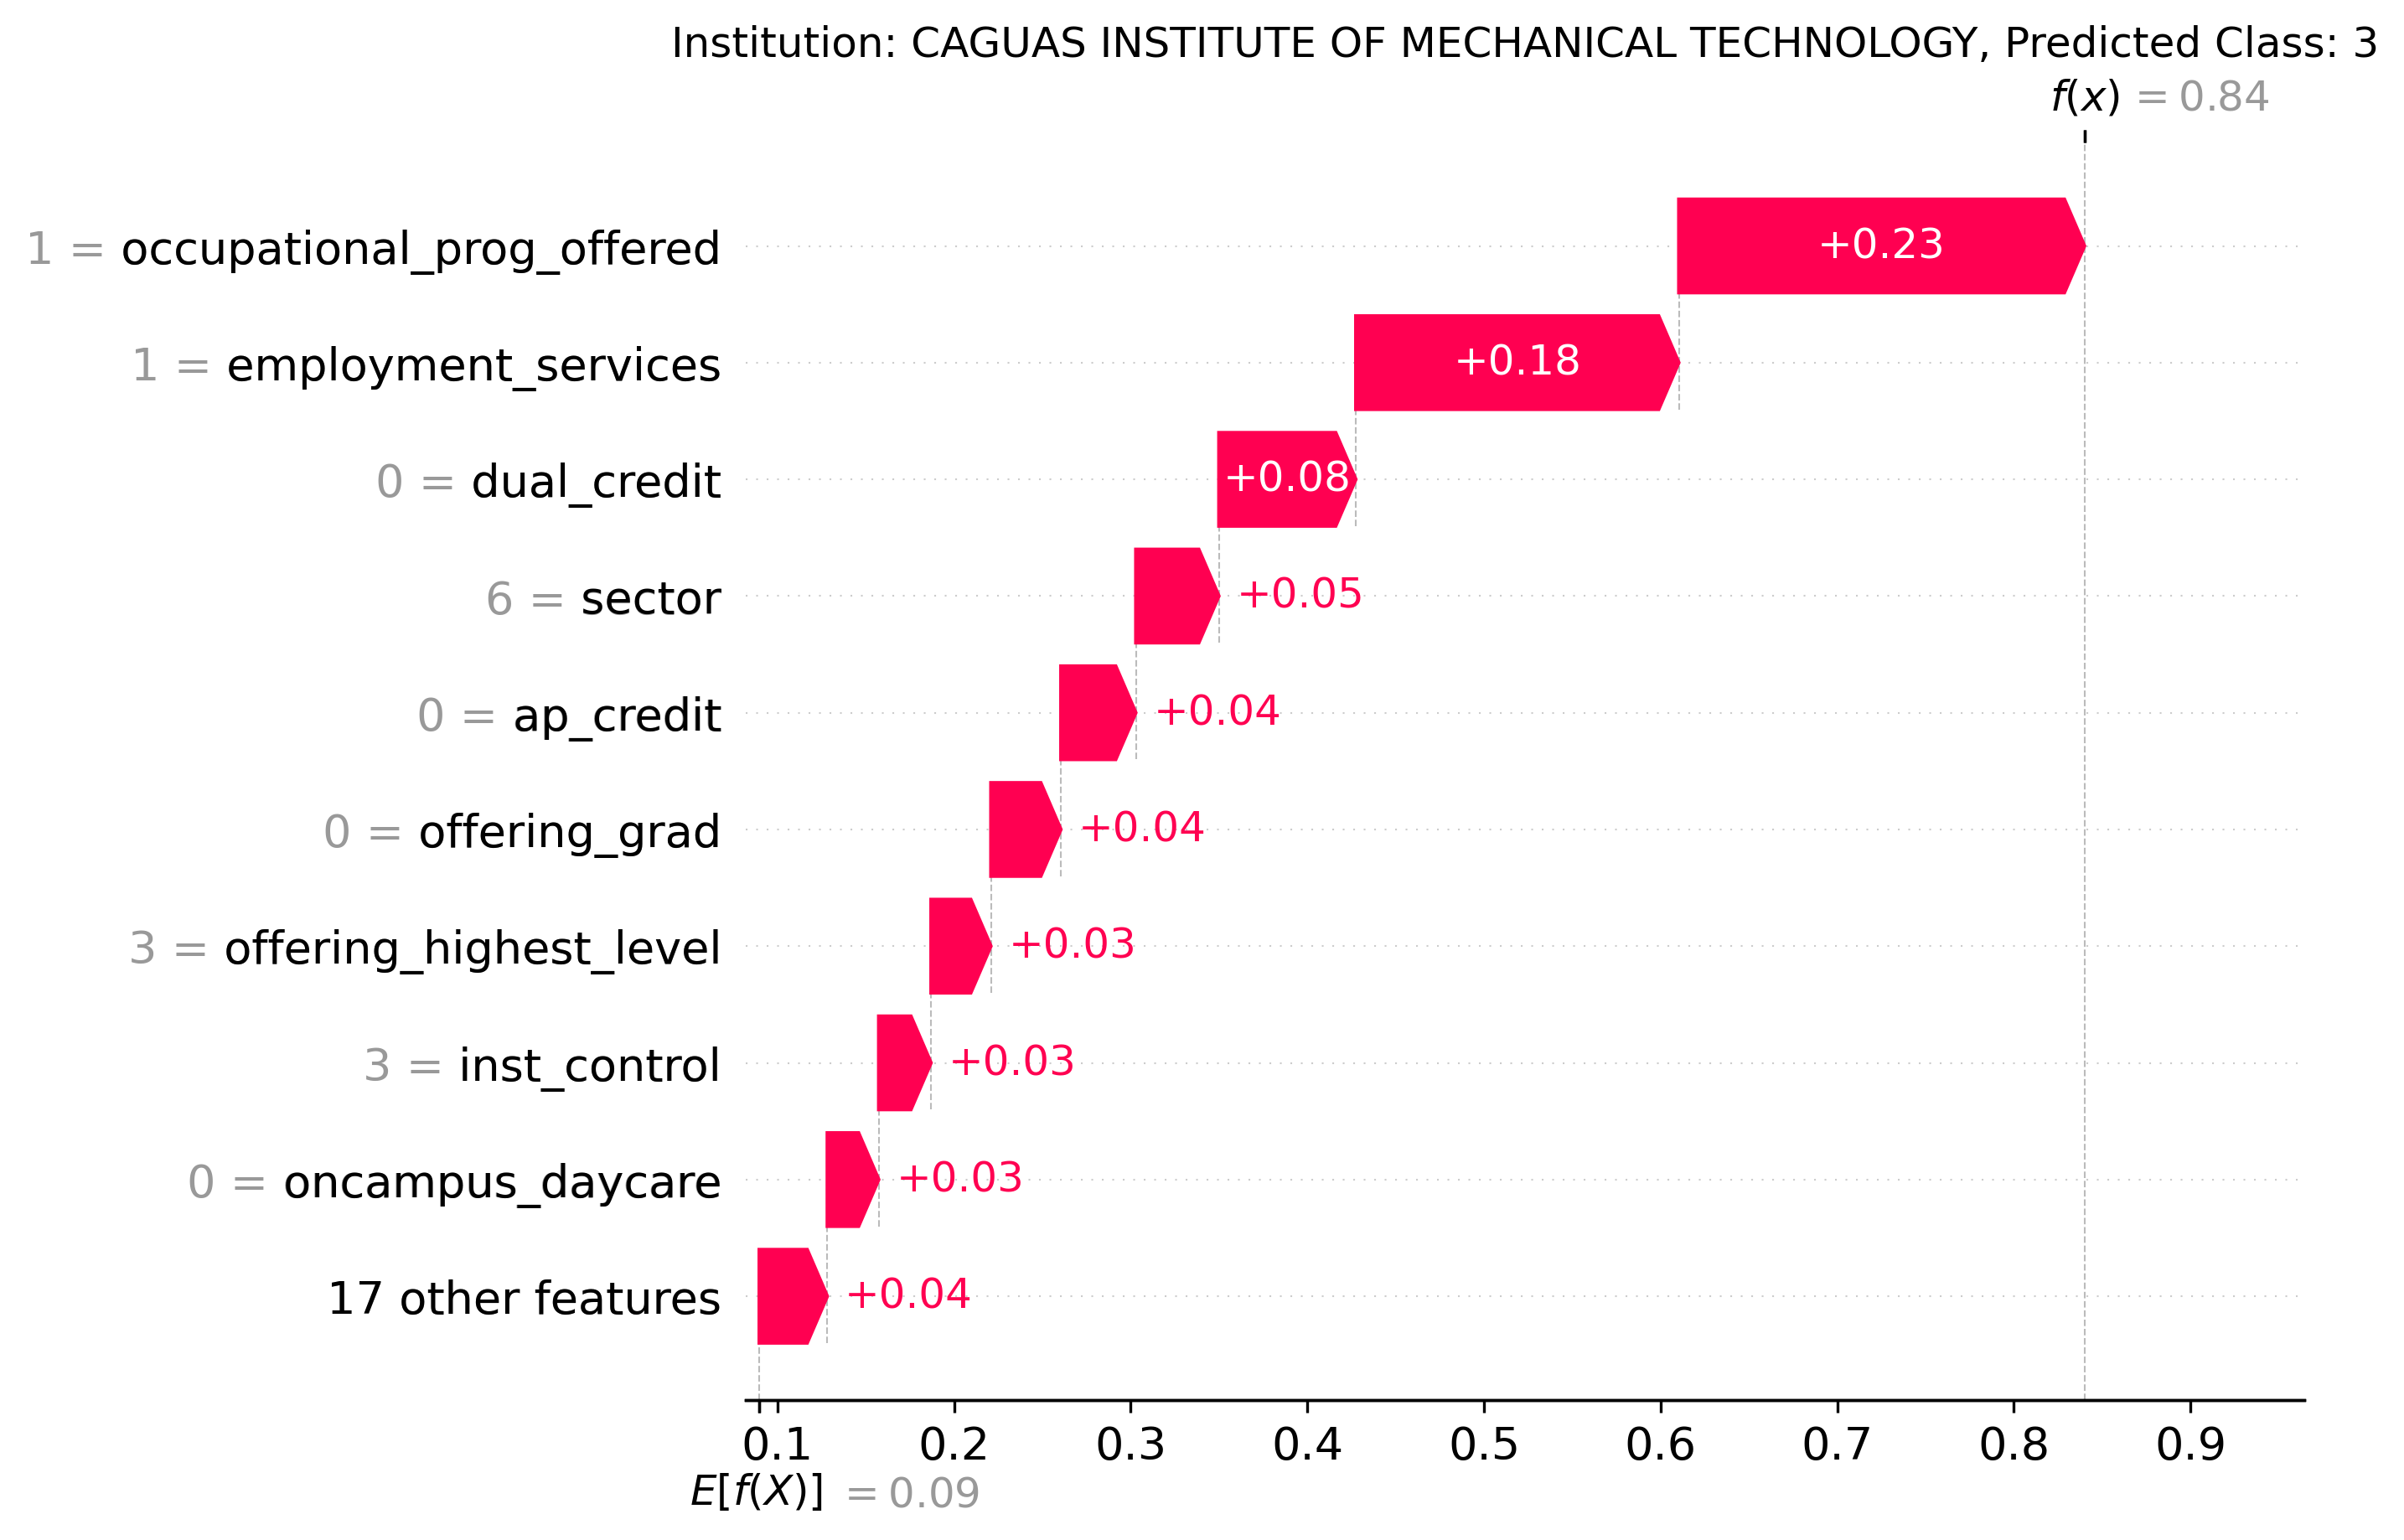 Institution: CAGUAS INSTITUTE OF MECHANICAL TECHNOLOGY, Predicted Class: 3
f(x) = 0.84
1 = occupational_prog_offered +0.23
1 = employment_services +0.18
0 = dual_credit +0.08
6 = sector +0.05
0 = ap_credit +0.04
0 = offering_grad +0.04
3 = offering_highest_level +0.03
3 = inst_control +0.03
0 = oncampus_daycare +0.03
17 other features +0.04
0.1 0.2 0.3 0.4 0.5 0.6 0.7 0.8 0.9
E[f(X)] = 0.09